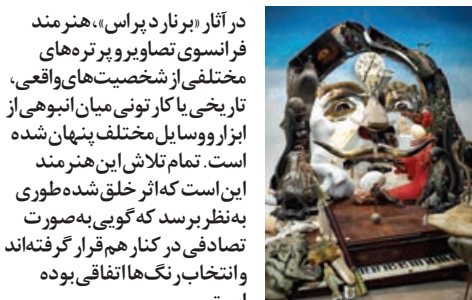 در آثار «برنارد پراس»، هنرمند
فرانسوی تصاویر و پرتره‌های
مختلفی از شخصیت‌های واقعی،
تاریخی یا کارتونی میان انبوهی از
ابزار و وسایل مختلف پنهان شده
است. تمام تلاش این هنرمند
این است که اثر خلق شده طوری
به‌نظر برسد که گویی به‌صورت
تصادفی در کنار هم قرار گرفته‌اند
و انتخاب رنگ‌ها اتفاقی بوده